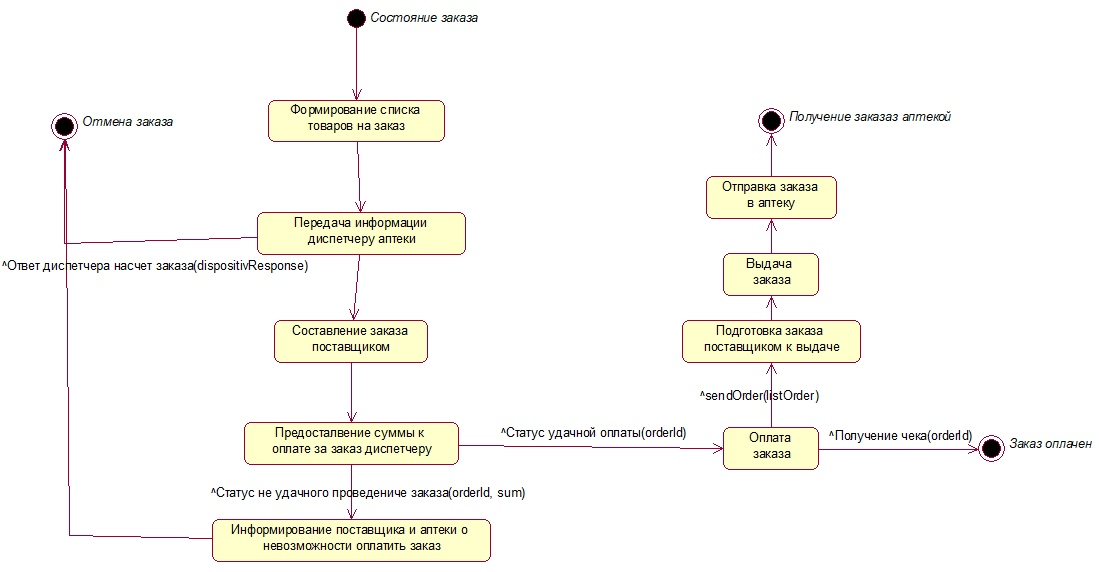 Состояние заказа
Формирование списка
товаров на заказ
Отмена заказа
Получение заказаз аптекой
Отправка заказа
в аптеку
Передача информации
диспетчеру аптеки
^Ответ диспетчера насчет заказа(dispositivResponse)
Выдача
заказа
Составление заказа
поставщиком
Подготовка заказа
поставщиком к выдаче
^sendOrder(listOrder)
Предосталвение суммы к
оплате за заказ диспетчеру
^Статус удачной оплаты(orderId)
Оплата
заказа
^Получение чека(orderId)
Заказ оплачен
^Статус не удачного проведениче заказа(orderId, sum)
Информирование поставщика и аптеки о
невозможности оплатить заказ